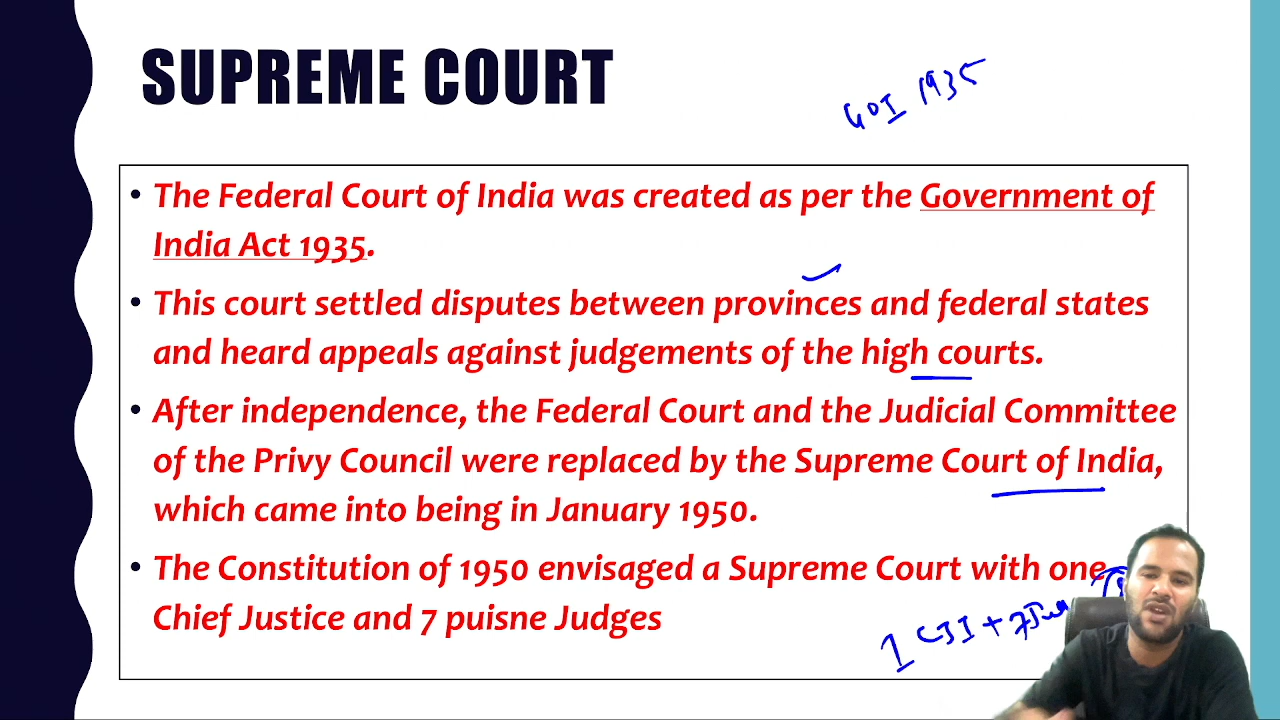 SUPREME COURT
GOI 1935
• The Federal Court of India was created as per the Government of
India Act 1935.
• This court settled disputes between provinces and federal states
and heard appeals against judgements of the high courts.
• After independence, the Federal Court and the Judicial Committee
of the Privy Council were replaced by the Supreme Court of India,
which came into being in January 1950.
• The Constitution of 1950 envisaged a Supreme Court with one
Chief Justice and 7 puisne Judges
1 CJI + 7